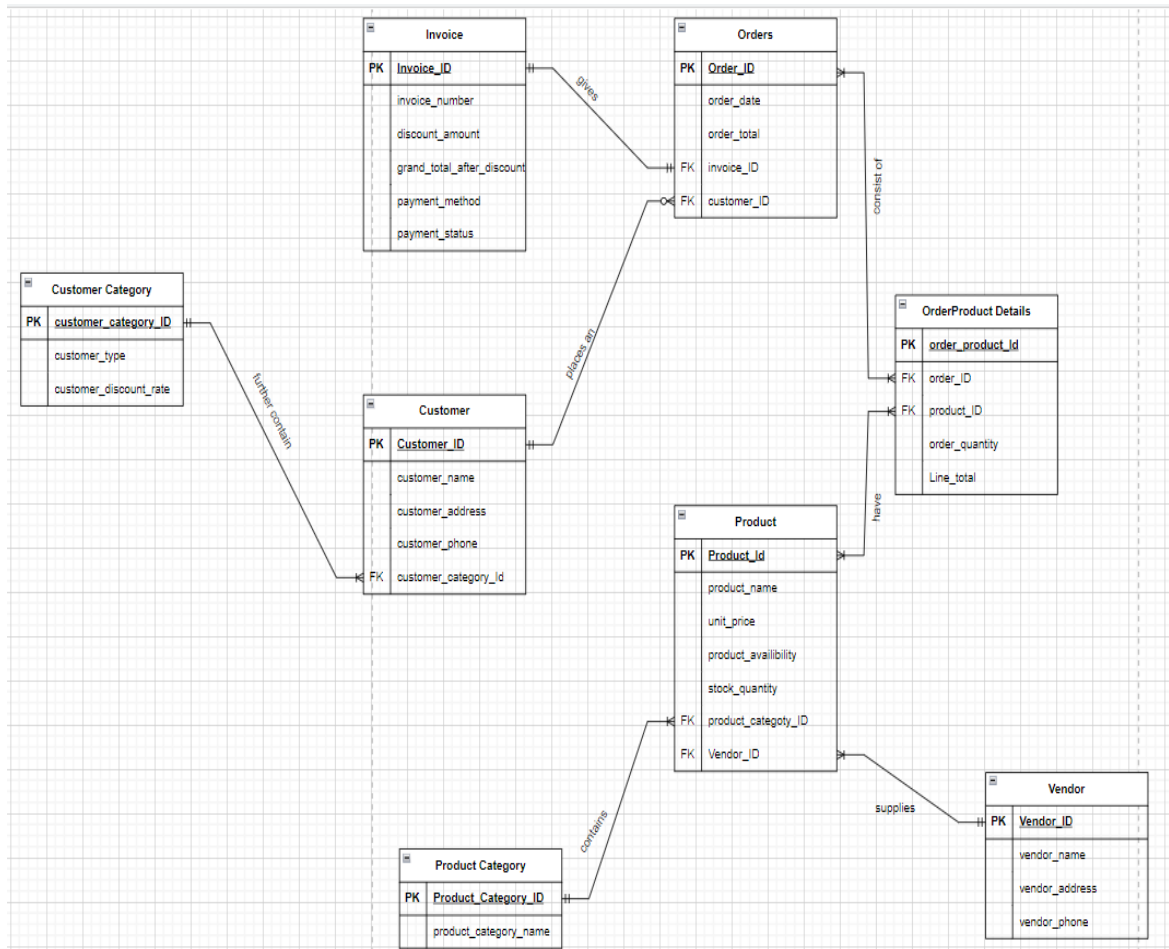 Invoice
PK Invoice_ID
invoice_number
discount_amount
grand_total_after_discount
payment_method
payment_status
gives
Orders
PK Order_ID
order_date
order_total
FK invoice_ID
FK customer_ID
consist of
places an
Customer Category
PK customer_category_ID
customer_type
customer_discount_rate
further contain
Customer
PK Customer_ID
customer_name
customer_address
customer_phone
FK customer_category_Id
OrderProduct Details
PK order_product_Id
FK order_ID
FK product_ID
order_quantity
Line_total
have
Product
PK Product_Id
product_name
unit_price
product_availibility
stock_quantity
FK product_categoty_ID
FK Vendor_ID
supplies
contains
Vendor
PK Vendor_ID
vendor_name
vendor_address
vendor_phone
Product Category
PK Product_Category_ID
product_category_name